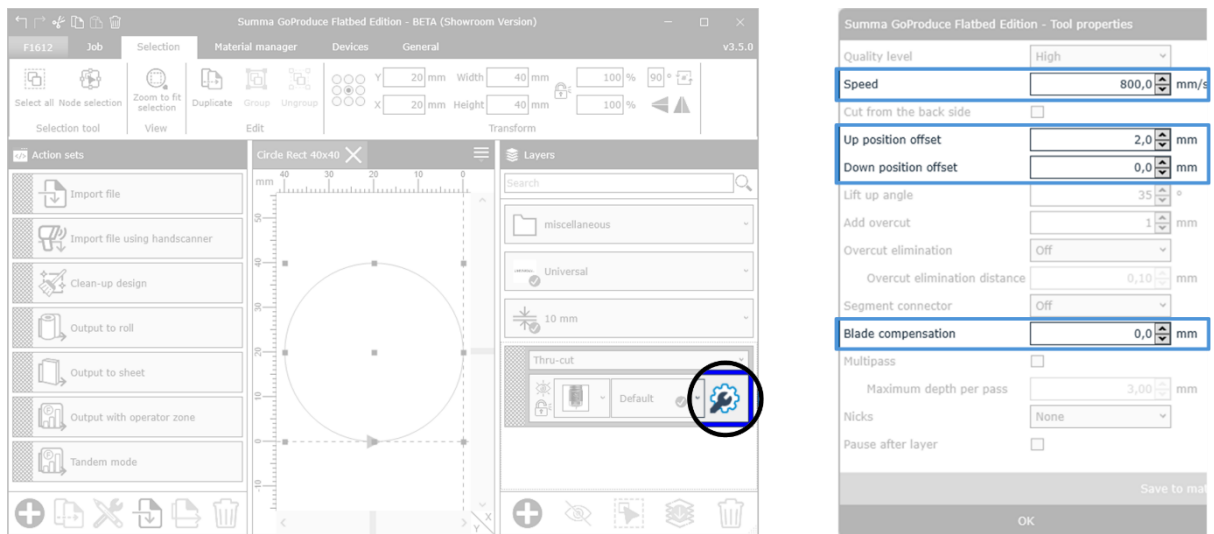 Summa GoProduce Flatbed Edition - BETA (Showroom Version)
F1612 Job Selection Material manager Devices General v3.5.0
Select all Node selection
Zoom to fit selection
Duplicate Group Ungroup
Y 20 mm Width 40 mm 100 % 90 °
X 20 mm Height 40 mm 100 %
Selection tool View Edit Transform
Action sets
Import file
Import file using handscanner
Clean-up design
Output to roll
Output to sheet
Output with operator zone
Tandem mode
Circle Rect 40x40
mm 40 30 20 10 0
50
40
30
20
10
0
-10
X
Y
Layers
Search
miscellaneous
Universal
10 mm
Thru-cut
Default
Summa GoProduce Flatbed Edition - Tool properties
Quality level High
Speed 800,0 mm/s
Cut from the back side
Up position offset 2,0 mm
Down position offset 0,0 mm
Lift up angle 35 °
Add overcut 1 mm
Overcut elimination Off
Overcut elimination distance 0,10 mm
Segment connector Off
Blade compensation 0,0 mm
Multipass
Maximum depth per pass 3,00 mm
Nicks None
Pause after layer
Save to mat
OK